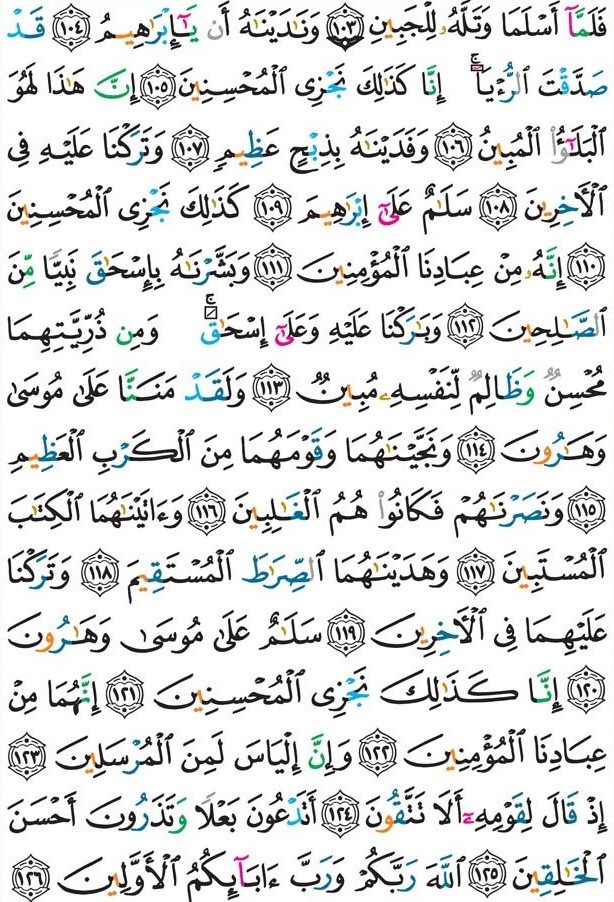 فَلَمَّآ أَسْلَمَا وَتَلَّهُۥ لِلْجَبِينِ ١٠٣ وَنَـٰدَيْنَـٰهُ أَن يَـٰٓإِبْرَٰهِيمُ ١٠٤ قَدْ
صَدَّقْتَ ٱلرُّءْيَآ ۚ إِنَّا كَذَٰلِكَ نَجْزِى ٱلْمُحْسِنِينَ ١٠٥ إِنَّ هَـٰذَا لَهُوَ
ٱلْبَلَـٰٓؤُا۟ ٱلْمُبِينُ ١٠٦ وَفَدَيْنَـٰهُ بِذِبْحٍ عَظِيمٍ ١٠٧ وَتَرَكْنَا عَلَيْهِ فِى
ٱلْـَٔاخِرِينَ ١٠٨ سَلَـٰمٌ عَلَىٰٓ إِبْرَٰهِيمَ ١٠٩ كَذَٰلِكَ نَجْزِى ٱلْمُحْسِنِينَ
١١٠ إِنَّهُۥ مِنْ عِبَادِنَا ٱلْمُؤْمِنِينَ ١١١ وَبَشَّرْنَـٰهُ بِإِسْحَـٰقَ نَبِيًّا مِّنَ
ٱلصَّـٰلِحِينَ ١١٢ وَبَـٰرَكْنَا عَلَيْهِ وَعَلَىٰٓ إِسْحَـٰقَ ۚ وَمِن ذُرِّيَّتِهِمَا
مُحْسِنٌ وَظَالِمٌ لِّنَفْسِهِۦ مُبِينٌ ١١٣ وَلَقَدْ مَنَنَّا عَلَىٰ مُوسَىٰ
وَهَـٰرُونَ ١١٤ وَنَجَّيْنَـٰهُمَا وَقَوْمَهُمَا مِنَ ٱلْكَرْبِ ٱلْعَظِيمِ
١١٥ وَنَصَرْنَـٰهُمْ فَكَانُوا۟ هُمُ ٱلْغَـٰلِبِينَ ١١٦ وَءَاتَيْنَـٰهُمَا ٱلْكِتَـٰبَ
ٱلْمُسْتَبِينَ ١١٧ وَهَدَيْنَـٰهُمَا ٱلصِّرَٰطَ ٱلْمُسْتَقِيمَ ١١٨ وَتَرَكْنَا
عَلَيْهِمَا فِى ٱلْـَٔاخِرِينَ ١١٩ سَلَـٰمٌ عَلَىٰ مُوسَىٰ وَهَـٰرُونَ
١٢٠ إِنَّا كَذَٰلِكَ نَجْزِى ٱلْمُحْسِنِينَ ١٢١ إِنَّهُمَا مِنْ
عِبَادِنَا ٱلْمُؤْمِنِينَ ١٢٢ وَإِنَّ إِلْيَاسَ لَمِنَ ٱلْمُرْسَلِينَ ١٢٣
إِذْ قَالَ لِقَوْمِهِۦٓ أَلَا تَتَّقُونَ ١٢٤ أَتَدْعُونَ بَعْلًا وَتَذَرُونَ أَحْسَنَ
ٱلْخَـٰلِقِينَ ١٢٥ ٱللَّهَ رَبَّكُمْ وَرَبَّ ءَابَآئِكُمُ ٱلْأَوَّلِينَ ١٢٦